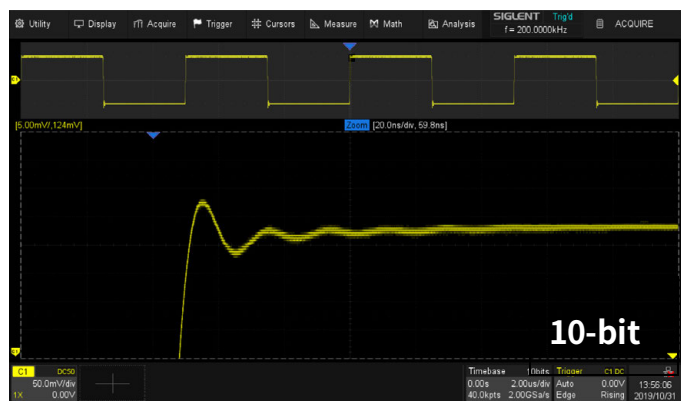 Utility Display Acquire Trigger Cursors Measure Math Analysis SIGLENT Trig'd ACQUIRE
f = 200.0000kHz
C1
[5.00mV/,124mV] Zoom [20.0ns/div, 59.8ns]
10-bit
C1 DC50 Timebase 10bits Trigger C1 DC
50.0mV/div 0.00s 2.00us/div Auto 0.00V 13:56:06
1X 0.00V 40.0kpts 2.00GSa/s Edge Rising 2019/10/31